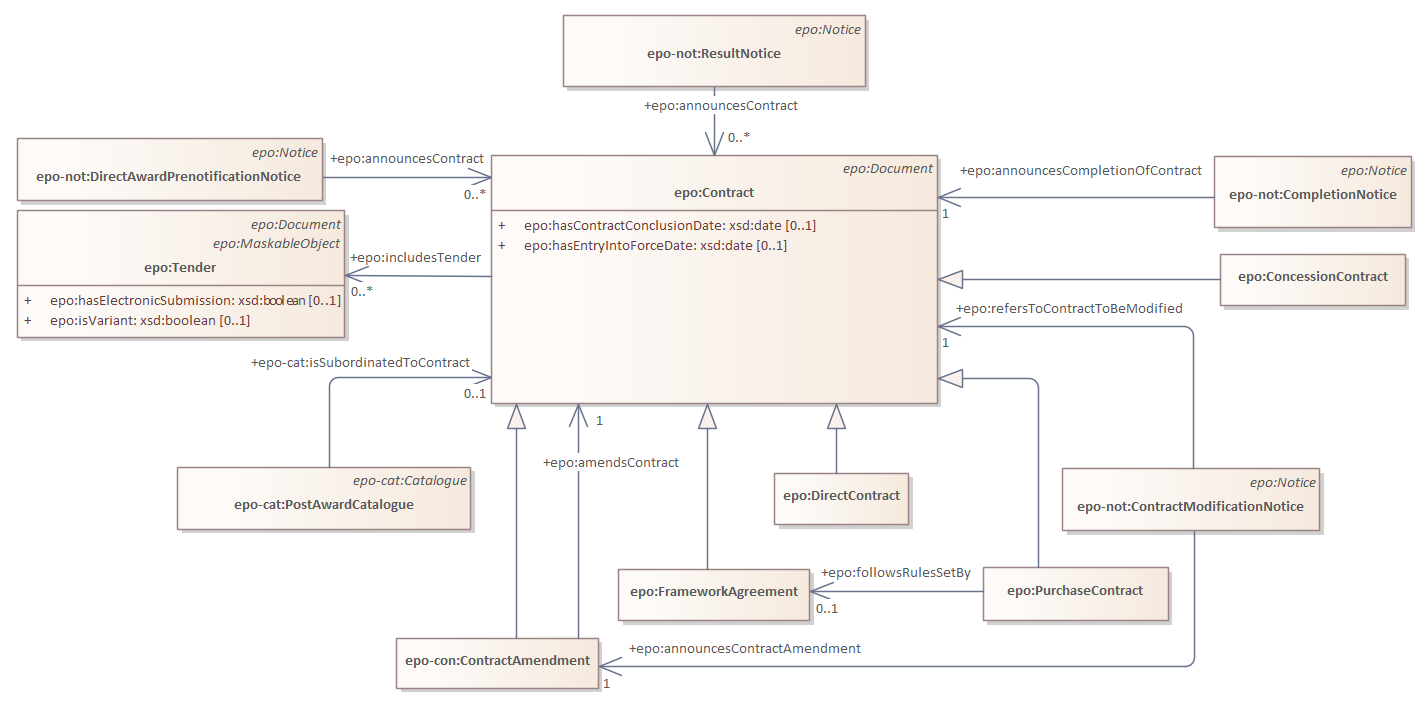 epo:Notice
epo-not:ResultNotice
+epo:announcesContract
0..*
epo:Notice
epo-not:DirectAwardPrenotificationNotice
+epo:announcesContract
0..*
epo:Document
epo:Contract
+ epo:hasContractConclusionDate: xsd:date [0..1]
+ epo:hasEntryIntoForceDate: xsd:date [0..1]
+epo:announcesCompletionOfContract
1
epo:Notice
epo-not:CompletionNotice
epo:Document
epo:MaskableObject
epo:Tender
+ epo:hasElectronicSubmission: xsd:boolean [0..1]
+ epo:isVariant: xsd:boolean [0..1]
+epo:includesTender
0..*
epo:ConcessionContract
+epo:refersToContractToBeModified
1
+epo-cat:isSubordinatedToContract
0..1
1
+epo:amendsContract
epo-cat:Catalogue
epo-cat:PostAwardCatalogue
epo:DirectContract
epo:Notice
epo-not:ContractModificationNotice
epo:FrameworkAgreement
+epo:followsRulesSetBy
0..1
epo:PurchaseContract
epo-con:ContractAmendment
+epo:announcesContractAmendment
1